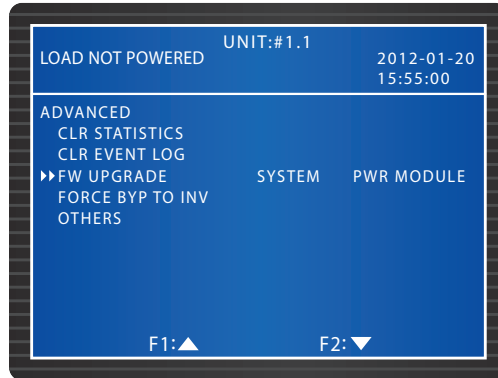 UNIT:#1.1
LOAD NOT POWERED
2012-01-20
15:55:00
ADVANCED
CLR STATISTICS
CLR EVENT LOG
FW UPGRADE SYSTEM PWR MODULE
FORCE BYP TO INV
OTHERS
F1: F2: